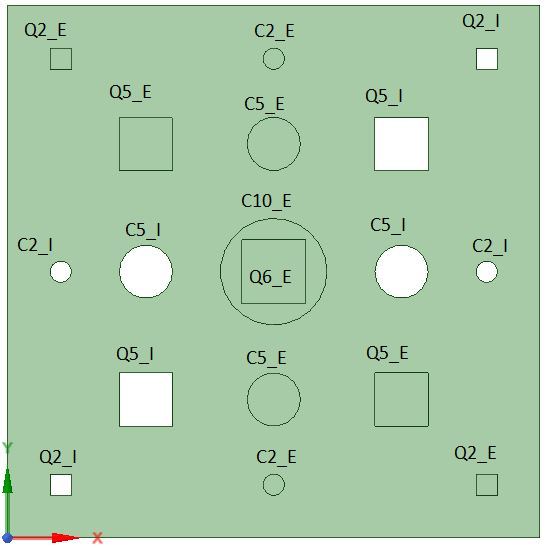 Q2_E
C2_E
Q2_I
Q5_E
C5_E
Q5_I
C10_E
C2_I
C5_I
C5_I
C2_I
Q6_E
Q5_I
C5_E
Q5_E
Q2_I
C2_E
Q2_E
Y
X